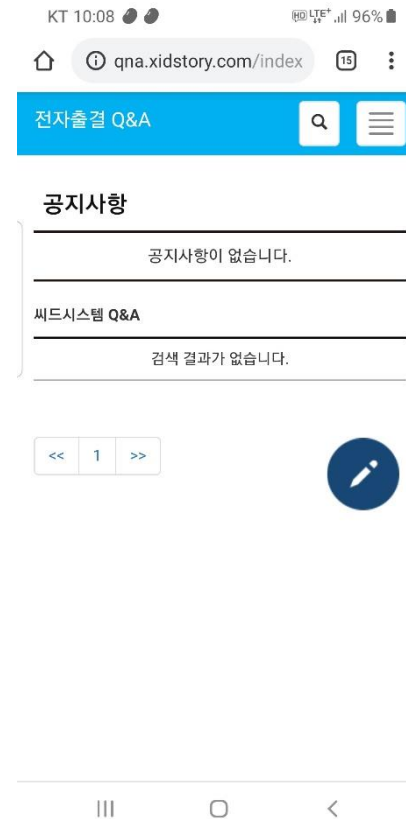 KT 10:08 HD LTE+ 96%
qna.xidstory.com/index 15
전자출결 Q&A
공지사항
공지사항이 없습니다.
씨드시스템 Q&A
검색 결과가 없습니다.
<< 1 >>